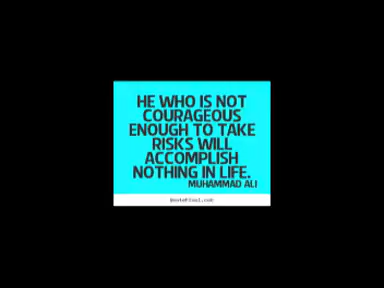 HE WHO IS NOT
COURAGEOUS
ENOUGH TO TAKE
RISKS WILL
ACCOMPLISH
NOTHING IN LIFE.
MUHAMMAD ALI